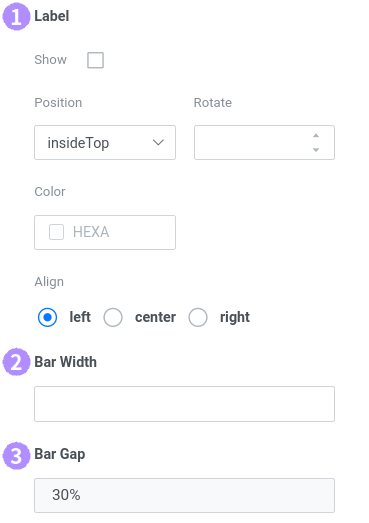 1 Label
Show
Position Rotate
insideTop
Color
HEXA
Align
left center right
2 Bar Width
3 Bar Gap
30%